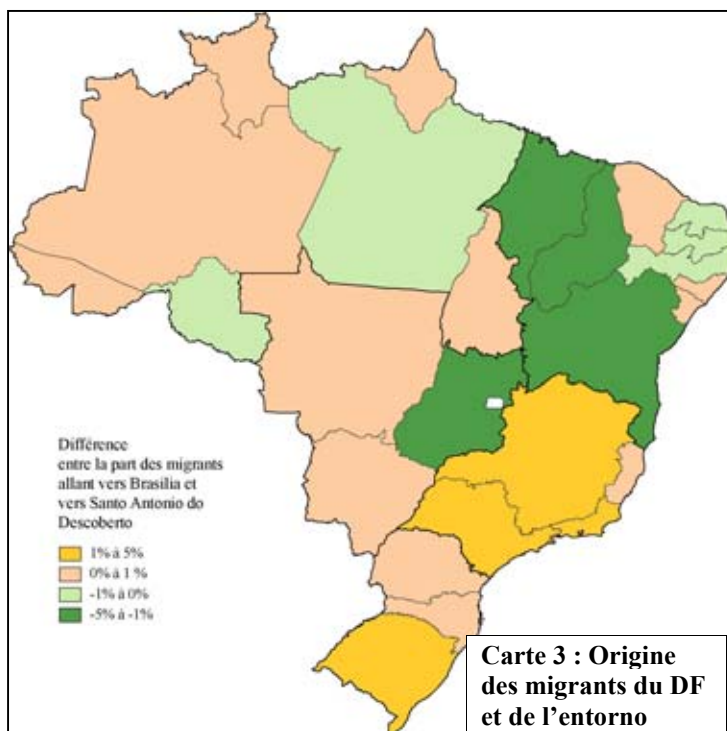 Différence
entre la part des migrants
allant vers Brasilia et
vers Santo Antonio do
Descoberto
1% à 5%
0% à 1 %
-1% à 0%
-5% à -1%
Carte 3 : Origine
des migrants du DF
et de l'entorno